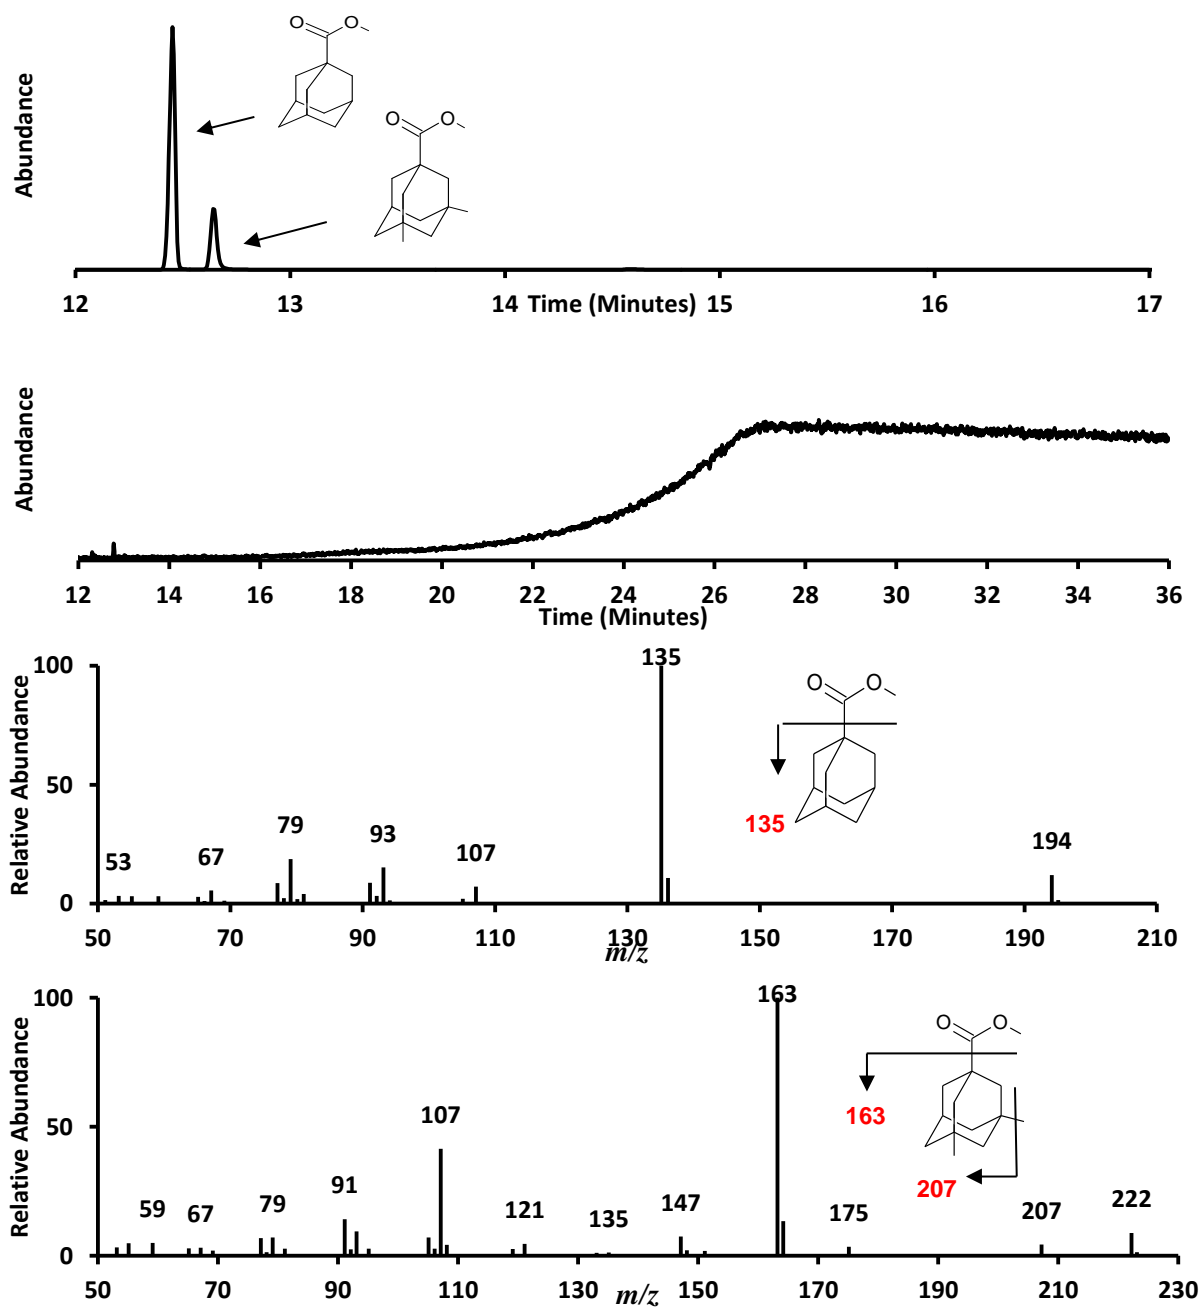 Abundance
O
O
O
O
12 13 14 Time (Minutes) 15 16 17
Abundance
12 14 16 18 20 22 24 26 28 30 32 34 36
Time (Minutes)
Relative Abundance
100
50
0
135
O
O
53
67
79
93
107
135
194
50 70 90 110 130 150 170 190 210
m/z
Relative Abundance
100
50
0
163
O
O
163
207
59
67
79
91
107
121
135
147
175
207
222
50 70 90 110 130 150 170 190 210 230
m/z